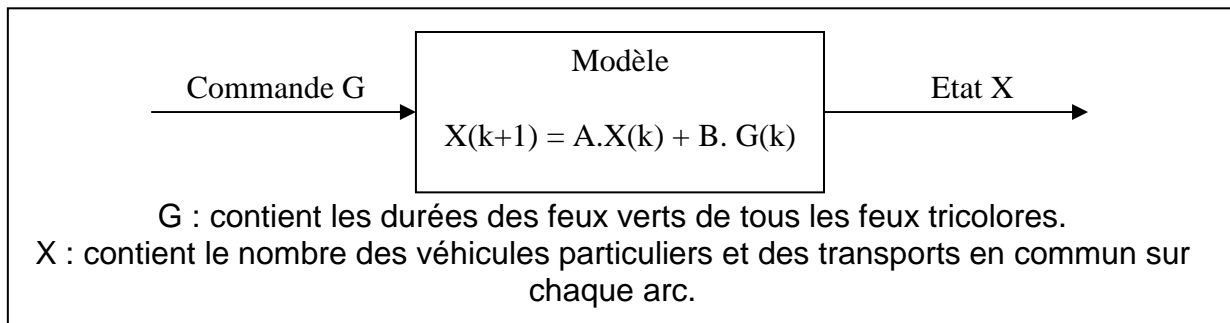 Modèle
Commande G
Etat X
X(k+1) = A.X(k) + B. G(k)
G : contient les durées des feux verts de tous les feux tricolores.
X : contient le nombre des véhicules particuliers et des transports en commun sur
chaque arc.